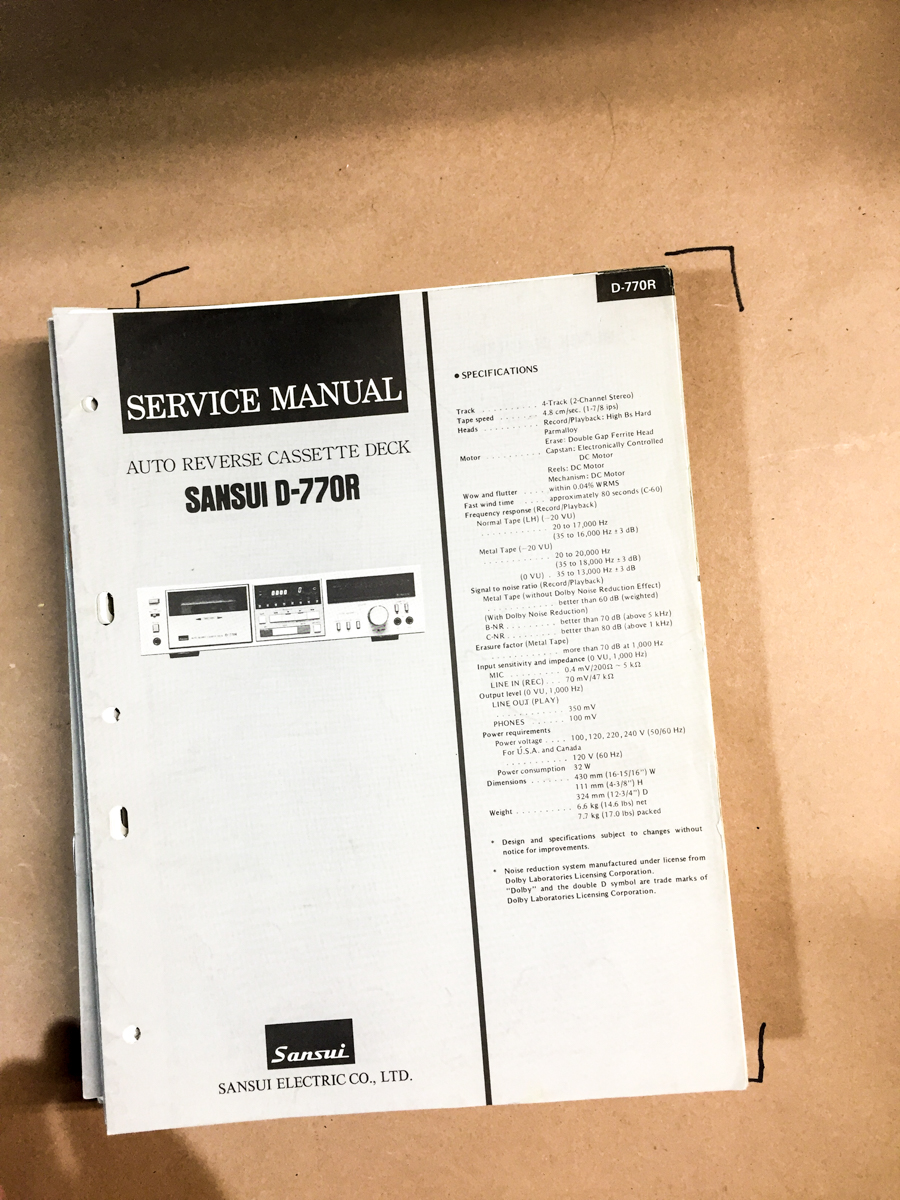 SERVICE MANUAL
AUTO REVERSE CASSETTE DECK
SANSUI D-770R
Sansui
SANSUI ELECTRIC CO., LTD.
D-770R
• SPECIFICATIONS
Track . . . . . . . . . . . 4-Track (2-Channel Stereo)
Tape speed . . . . . . . 4.8 cm/sec. (1-7/8 ips)
Heads . . . . . . . . . . . Record/Playback: High Bs Hard
Parmalloy
Erase: Double Gap Ferrite Head
Motor . . . . . . . . . . . Capstan: Electronically Controlled
DC Motor
Reels: DC Motor
Mechanism: DC Motor
Wow and flutter . . . . within 0.04% WRMS
Fast wind time . . . . . approximately 80 seconds (C-60)
Frequency response (Record/Playback)
Normal Tape (LH) (−20 VU)
. . . . . . . . . . . . 20 to 17,000 Hz
(35 to 16,000 Hz ± 3 dB)
Metal Tape (−20 VU)
. . . . . . . . . . . . 20 to 20,000 Hz
(35 to 18,000 Hz ± 3 dB)
(0 VU) . 35 to 13,000 Hz ± 3 dB
Signal to noise ratio (Record/Playback)
Metal Tape (without Dolby Noise Reduction Effect)
. . . . . . . . . . . . better than 60 dB (weighted)
(With Dolby Noise Reduction)
B-NR . . . . . . . . . better than 70 dB (above 5 kHz)
C-NR . . . . . . . . . better than 80 dB (above 1 kHz)
Erasure factor (Metal Tape)
. . . . . . . . . . . . more than 70 dB at 1,000 Hz
Input sensitivity and impedance (0 VU, 1,000 Hz)
MIC . . . . . . . . . 0.4 mV/200Ω ~ 5 kΩ
LINE IN (REC) . . . 70 mV/47 kΩ
Output level (0 VU, 1,000 Hz)
LINE OUT (PLAY)
. . . . . . . . . . . . 350 mV
PHONES . . . . . . 100 mV
Power requirements
Power voltage . . . . 100, 120, 220, 240 V (50/60 Hz)
For U.S.A. and Canada
. . . . . . . . . . . . 120 V (60 Hz)
Power consumption 32 W
Dimensions . . . . . . . 430 mm (16-15/16") W
111 mm (4-3/8") H
324 mm (12-3/4") D
Weight . . . . . . . . . . 6.6 kg (14.6 lbs) net
7.7 kg (17.0 lbs) packed
* Design and specifications subject to changes without
notice for improvements.
* Noise reduction system manufactured under license from
Dolby Laboratories Licensing Corporation.
"Dolby" and the double D symbol are trade marks of
Dolby Laboratories Licensing Corporation.